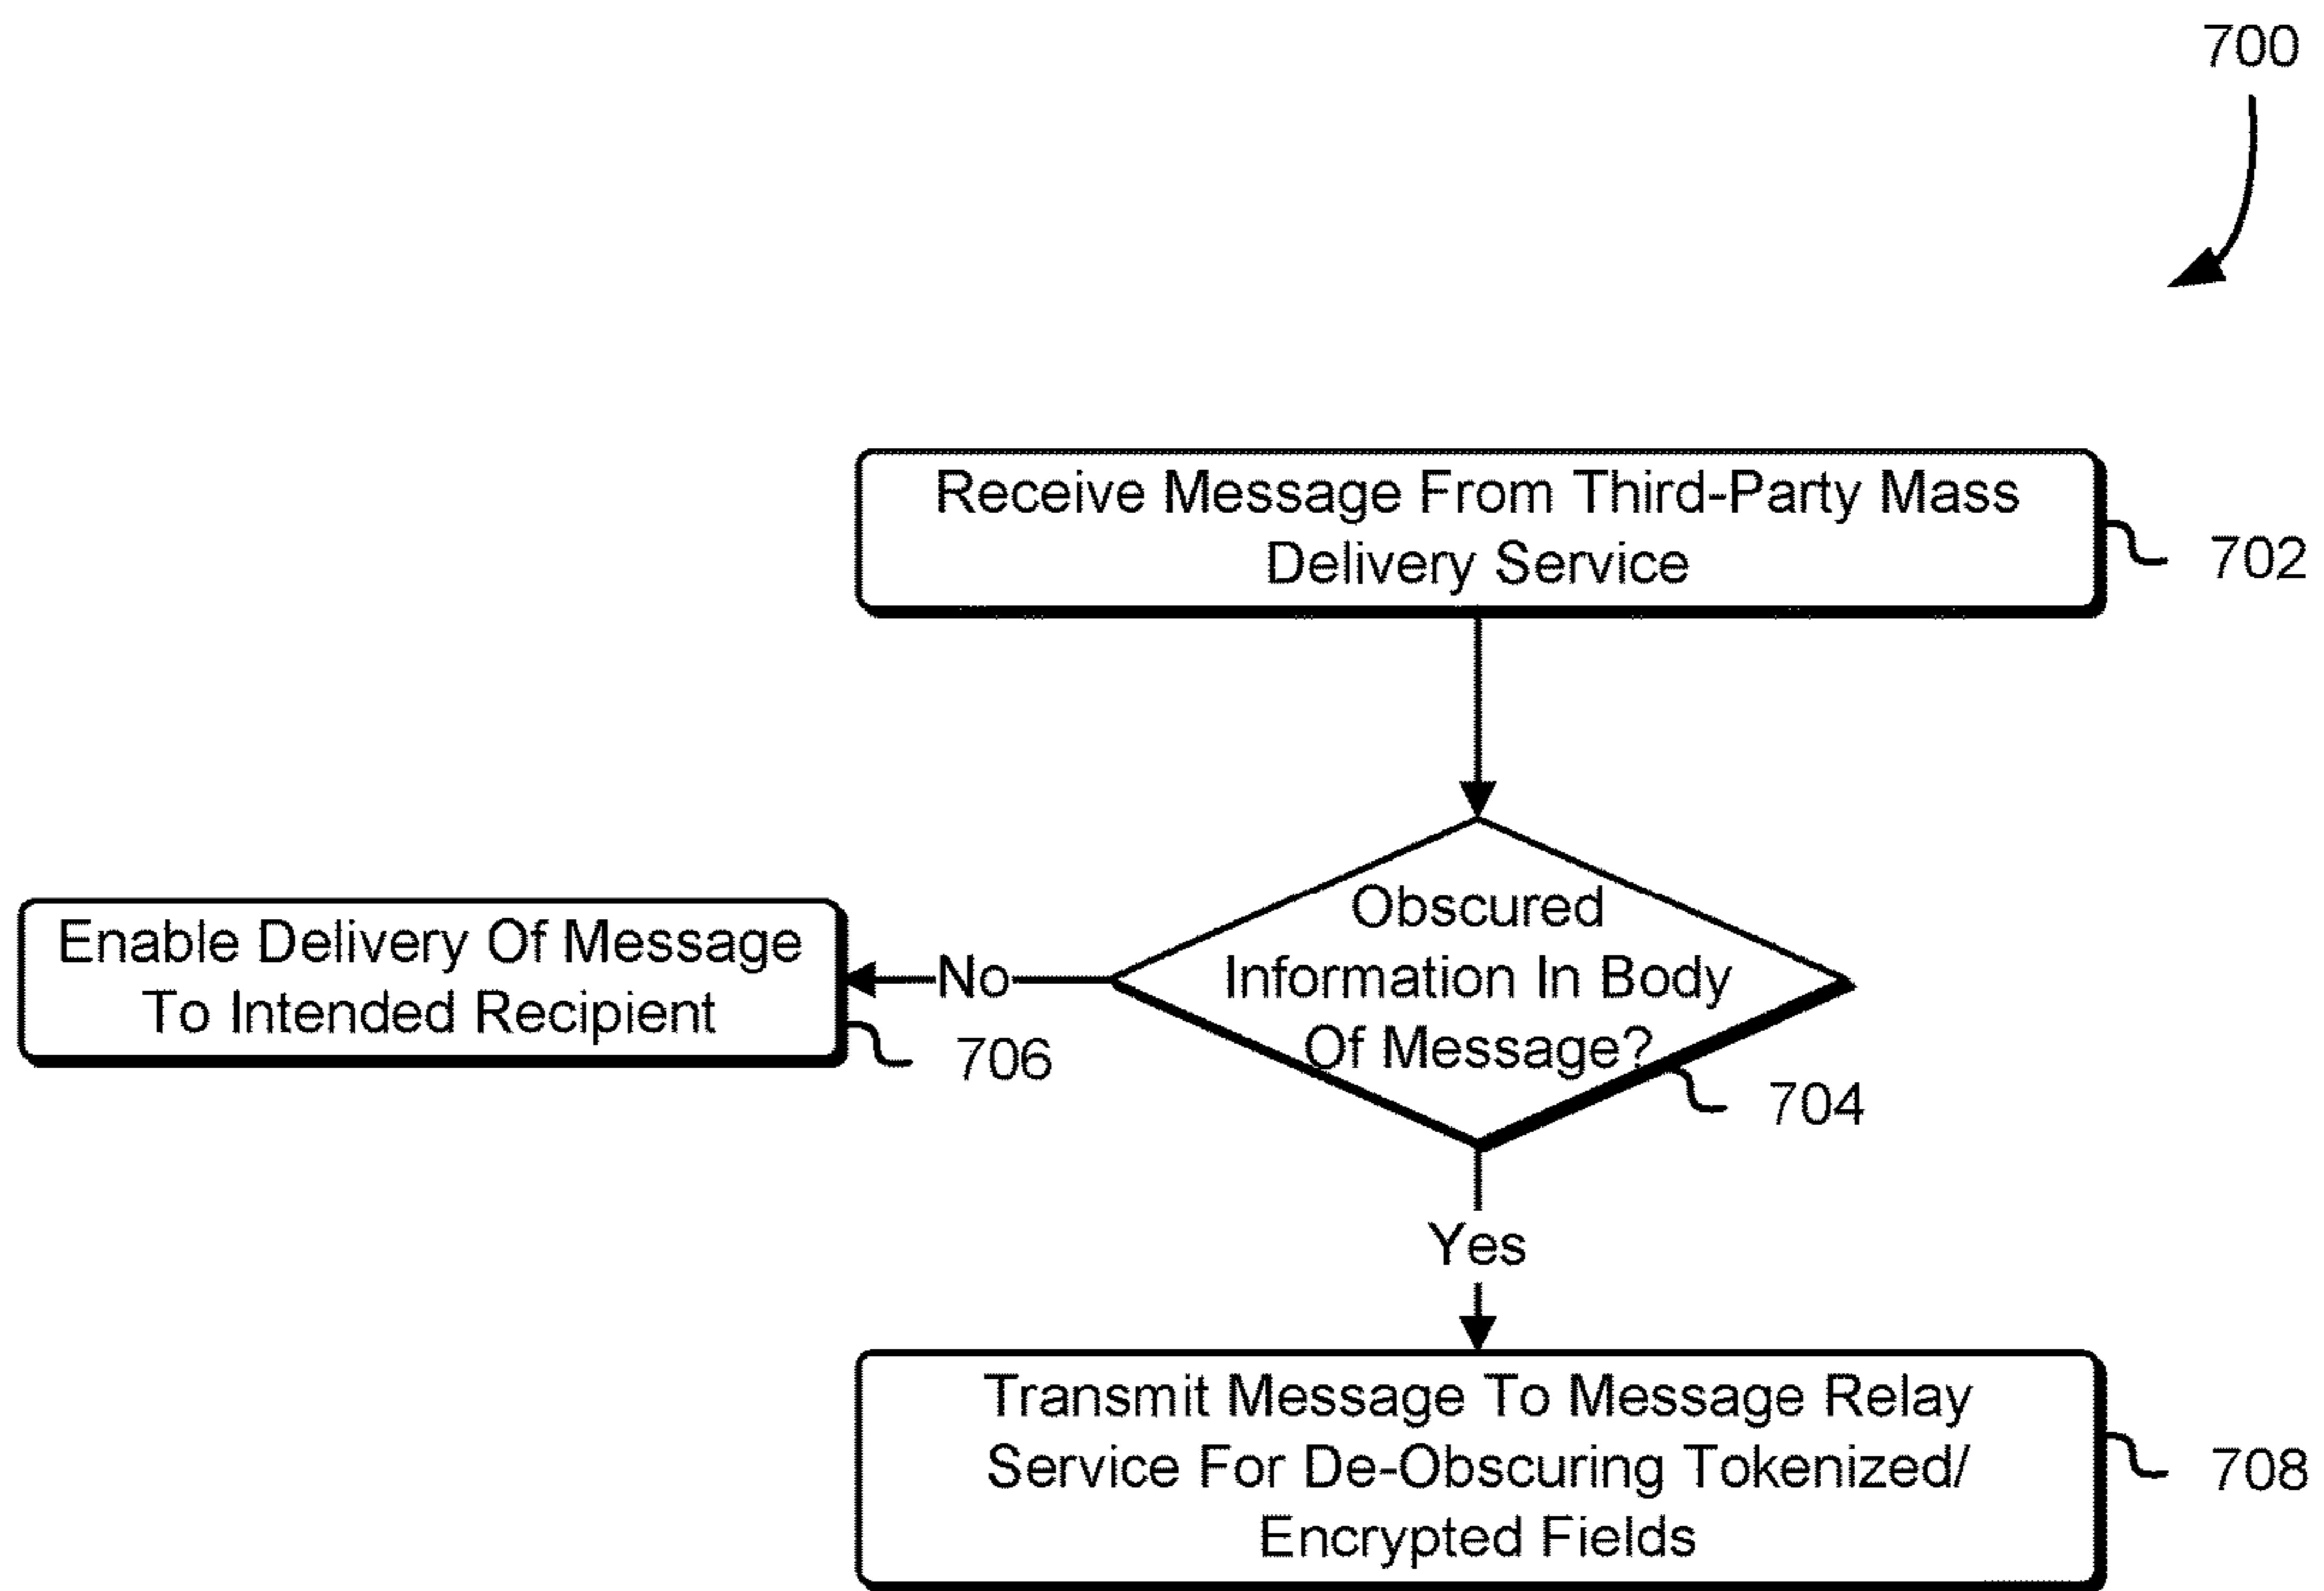 700
Receive Message From Third-Party Mass
Delivery Service
702
Obscured
Information In Body
Of Message?
704
No
Enable Delivery Of Message
To Intended Recipient
706
Yes
Transmit Message To Message Relay
Service For De-Obscuring Tokenized/
Encrypted Fields
708